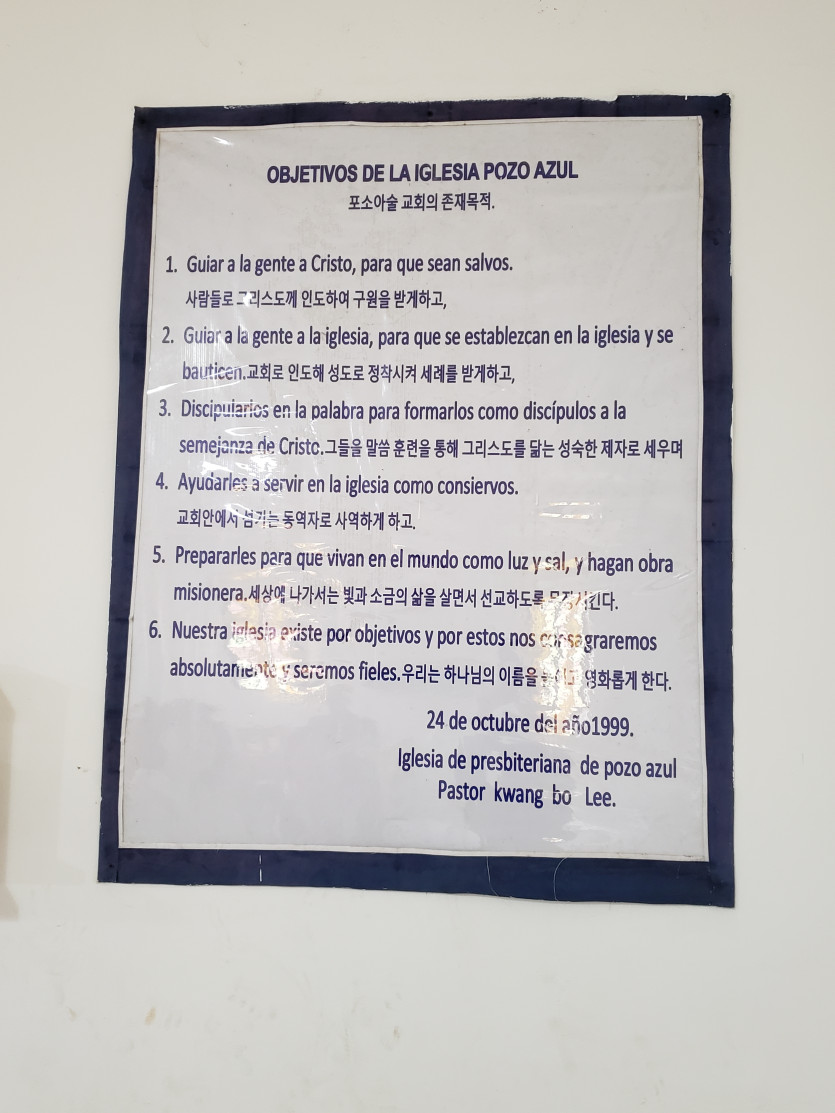 OBJETIVOS DE LA IGLESIA POZO AZUL
포소아술 교회의 존재목적.
1. Guiar a la gente a Cristo, para que sean salvos.
사람들로 그리스도께 인도하여 구원을 받게하고,
2. Guiar a la gente a la iglesia, para que se establezcan en la iglesia y se
bauticen.교회로 인도해 성도로 정착시켜 세례를 받게하고,
3. Discipularlos en la palabra para formarlos como discípulos a la
semejanza de Cristo.그들을 말씀 훈련을 통해 그리스도를 닮는 성숙한 제자로 세우며
4. Ayudarles a servir en la iglesia como consiervos.
교회안에서 섬기는 동역자로 사역하게 하고.
5. Prepararles para que vivan en el mundo como luz y sal, y hagan obra
misionera.세상에 나가서는 빛과 소금의 삶을 살면서 선교하도록
6. Nuestra iglesia existe por objetivos y por estos nos consagraremos
absolutamente y seremos fieles.우리는 하나님의 이름을 영화롭게 한다.
24 de octubre del año1999.
Iglesia de presbiteriana de pozo azul
Pastor kwang bo Lee.